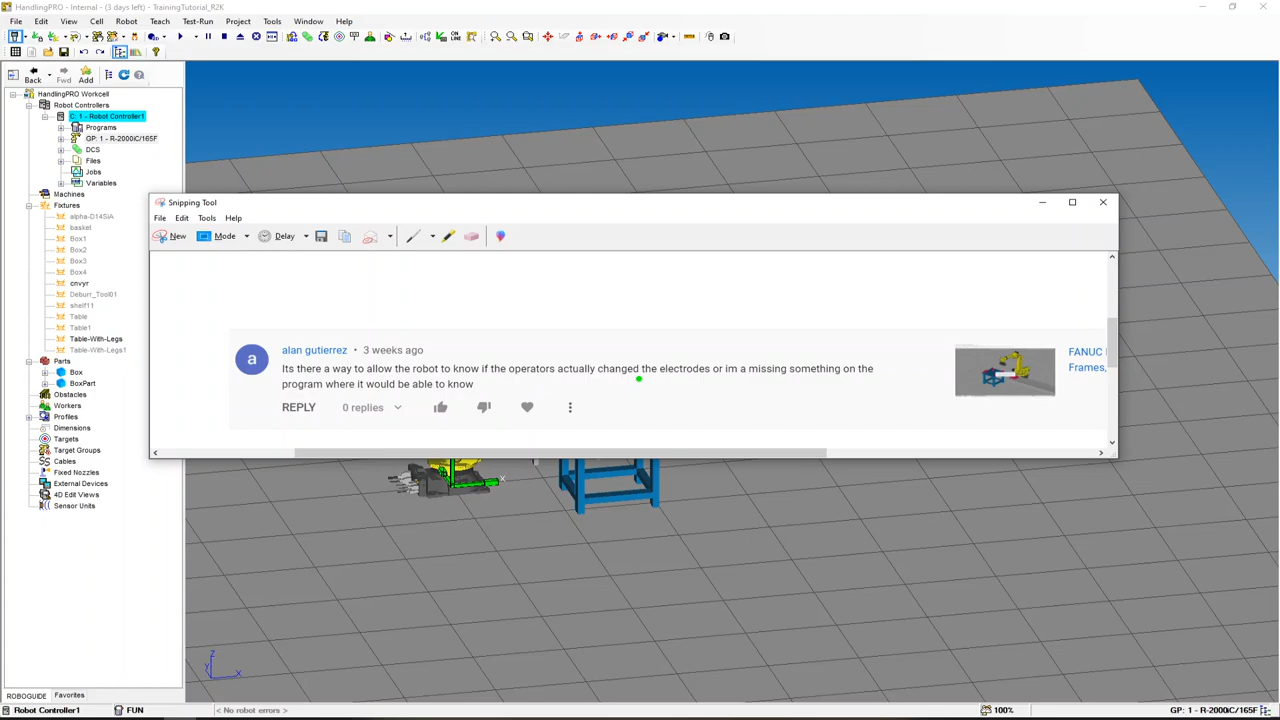 HandlingPRO - Internal - (3 days left) - TrainingTutorial_R2K
File Edit View Cell Robot Teach Test-Run Project Tools Window Help
ON LINE
Back Fwd Add
HandlingPRO Workcell
Robot Controllers
C: 1 - Robot Controller1
Programs
GP: 1 - R-2000iC/165F
DCS
Files
Jobs
Variables
Machines
Fixtures
alpha-D14SiA
basket
Box1
Box2
Box3
Box4
cnvyr
Deburr_Tool01
shelf11
Table
Table1
Table-With-Legs
Table-With-Legs1
Parts
Box
BoxPart
Obstacles
Workers
Profiles
Dimensions
Targets
Target Groups
Cables
Fixed Nozzles
External Devices
4D Edit Views
Sensor Units
Snipping Tool
File Edit Tools Help
New Mode Delay
a
alan gutierrez • 3 weeks ago
Its there a way to allow the robot to know if the operators actually changed the electrodes or im a missing something on the
program where it would be able to know
REPLY 0 replies
FANUC
Frames,
Z
Y X
ROBOGUIDE Favorites
Robot Controller1 FUN < No robot errors > 100% GP: 1 - R-2000iC/165F